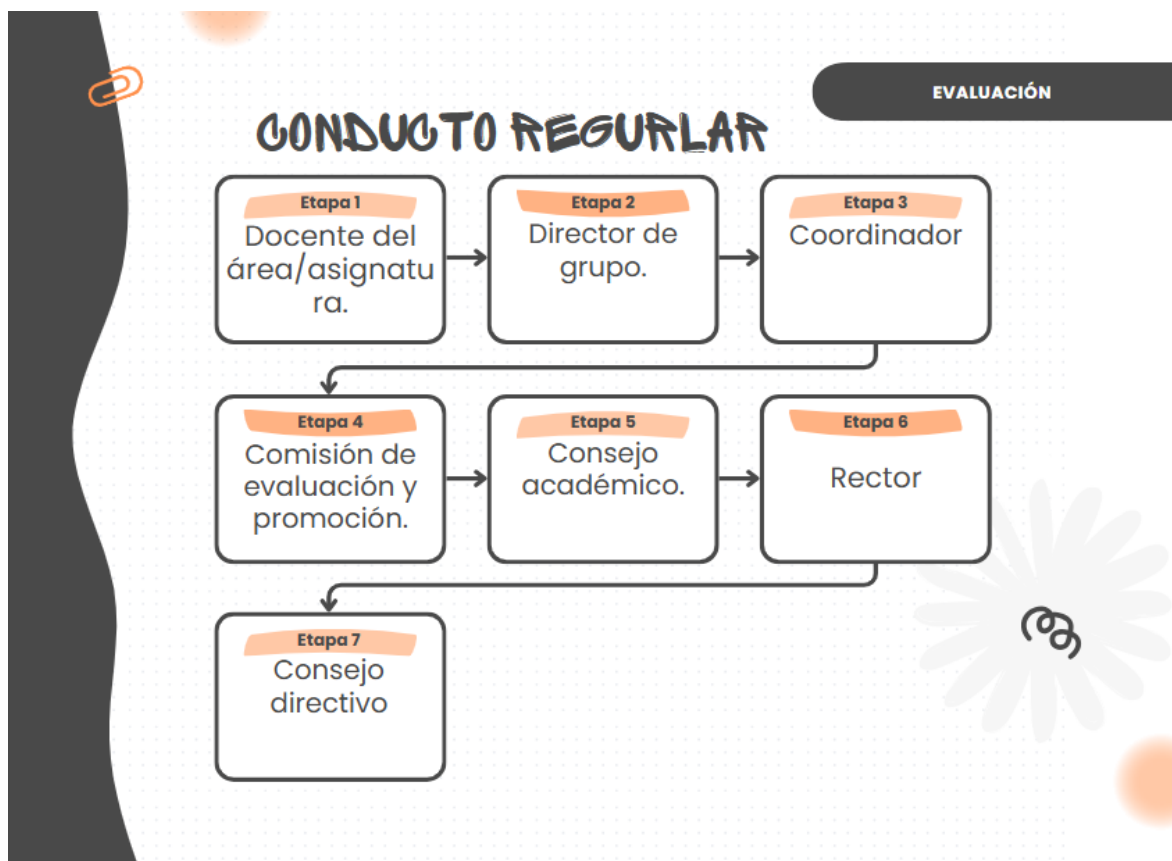 EVALUACIÓN
CONDUCTO REGURLAR
Etapa 1
Docente del
área/asignatu
ra.
Etapa 2
Director de
grupo.
Etapa 3
Coordinador
Etapa 4
Comisión de
evaluación y
promoción.
Etapa 5
Consejo
académico.
Etapa 6
Rector
Etapa 7
Consejo
directivo